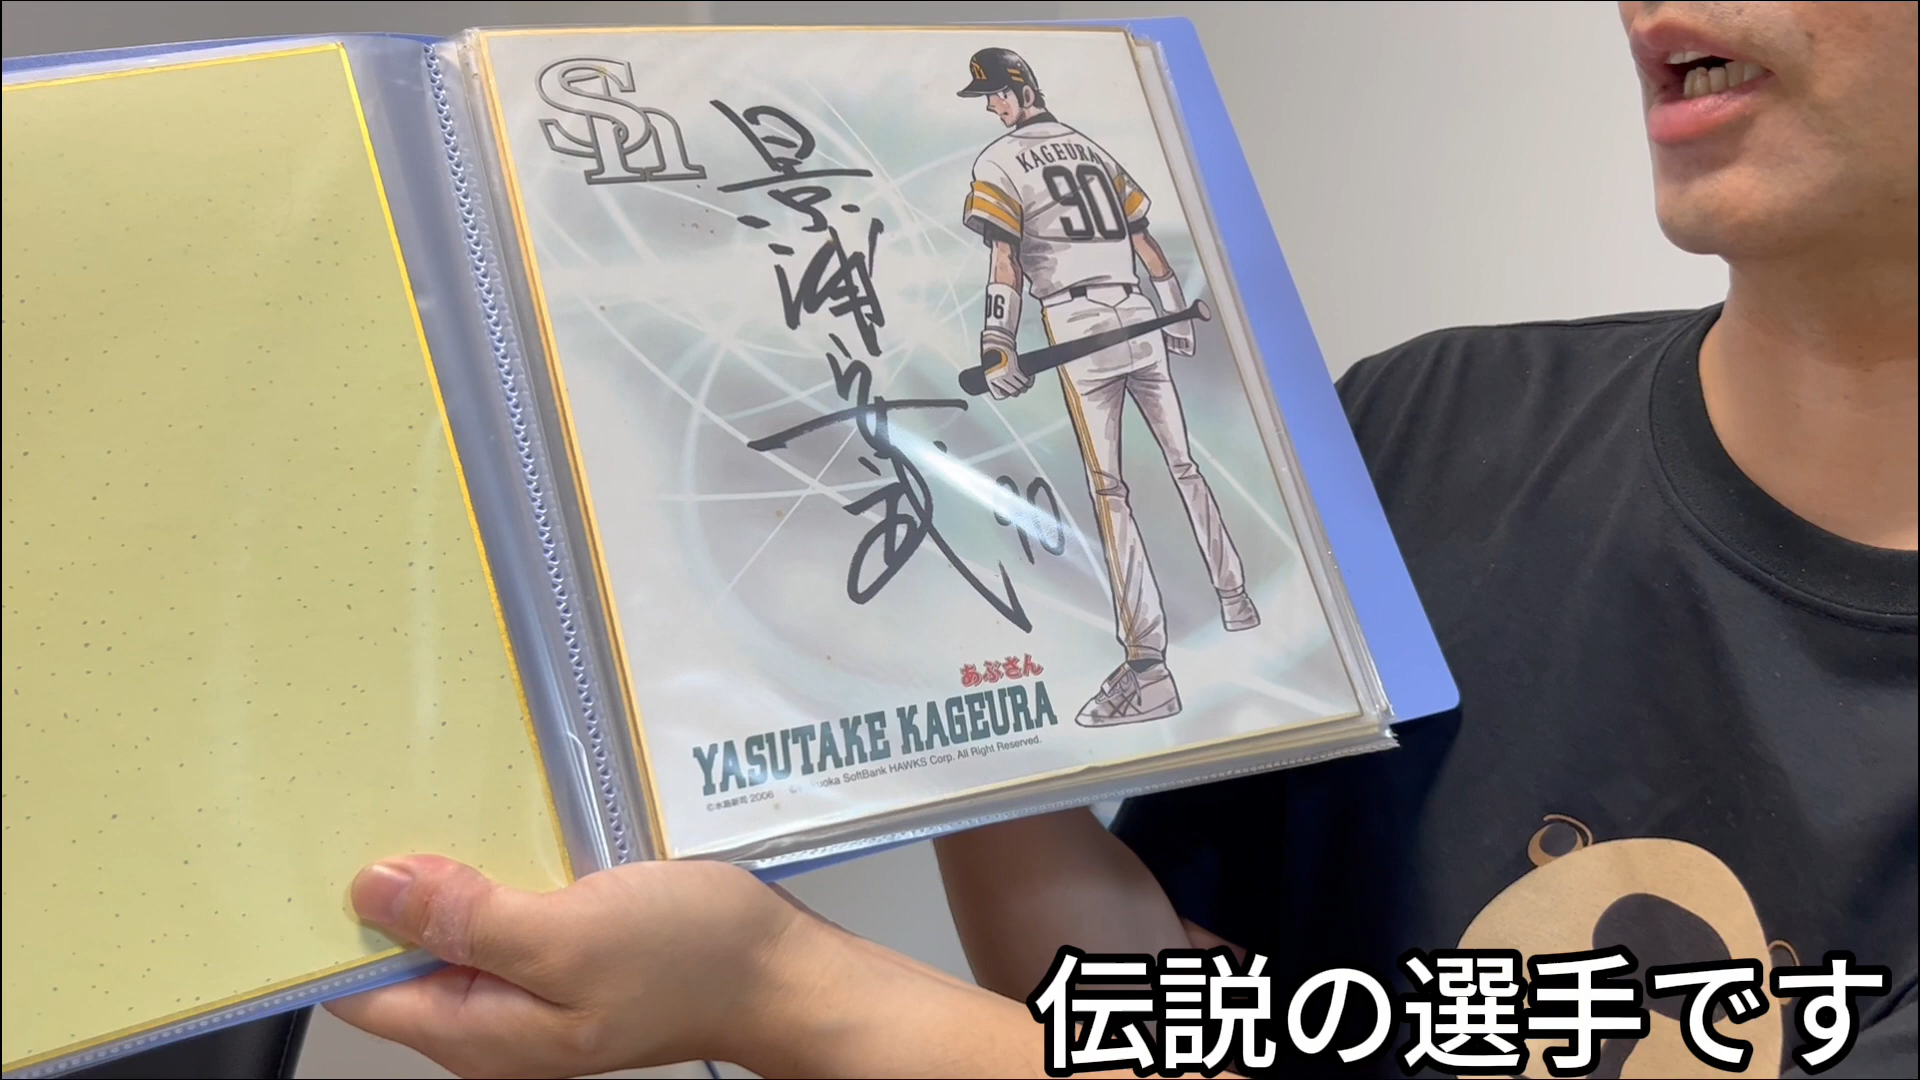 Sh
景浦安武
90
KAGEURA
90
06
あぶさん
YASUTAKE KAGEURA
©水島新司 2006
uoka SoftBank HAWKS Corp. All Right Reserved.
伝説の選手です